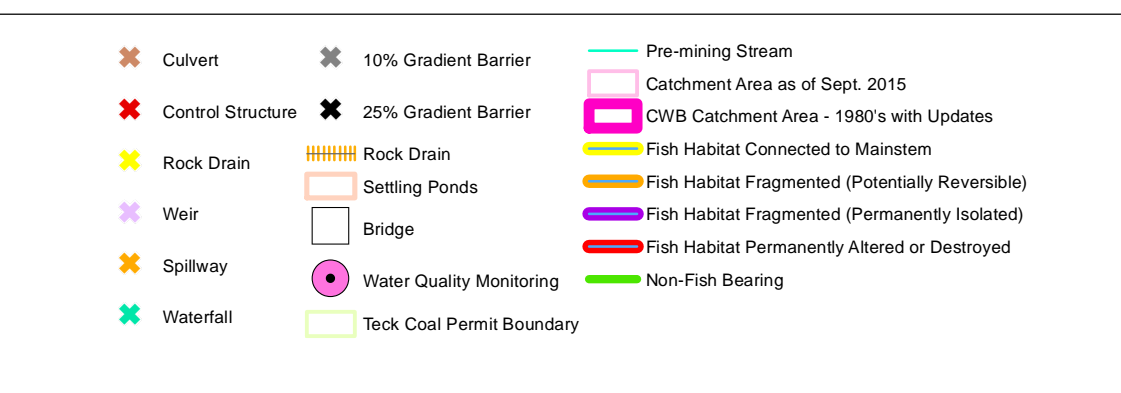 Culvert
Control Structure
Rock Drain
Weir
Spillway
Waterfall
10% Gradient Barrier
25% Gradient Barrier
Rock Drain
Settling Ponds
Bridge
Water Quality Monitoring
Teck Coal Permit Boundary
Pre-mining Stream
Catchment Area as of Sept. 2015
CWB Catchment Area - 1980's with Updates
Fish Habitat Connected to Mainstem
Fish Habitat Fragmented (Potentially Reversible)
Fish Habitat Fragmented (Permanently Isolated)
Fish Habitat Permanently Altered or Destroyed
Non-Fish Bearing